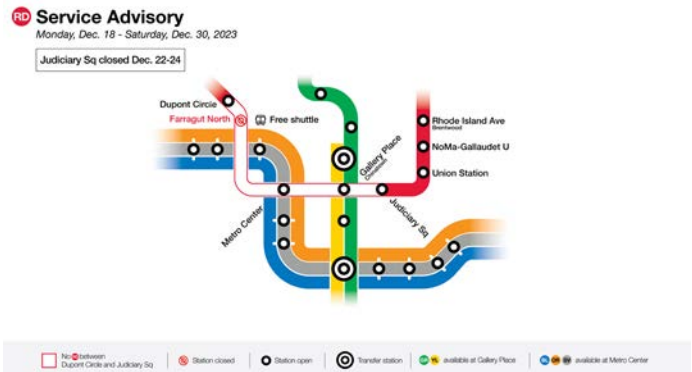 RD Service Advisory
Monday, Dec. 18 - Saturday, Dec. 30, 2023
Judiciary Sq closed Dec. 22-24
Dupont Circle
Farragut North
Free shuttle
Rhode Island Ave
Brentwood
NoMa-Gallaudet U
Union Station
Gallery Place
Chinatown
Metro Center
Judiciary Sq
No RD between
Dupont Circle and Judiciary Sq
Station closed
Station open
Transfer station
GR YL available at Gallery Place
BL OR SV available at Metro Center